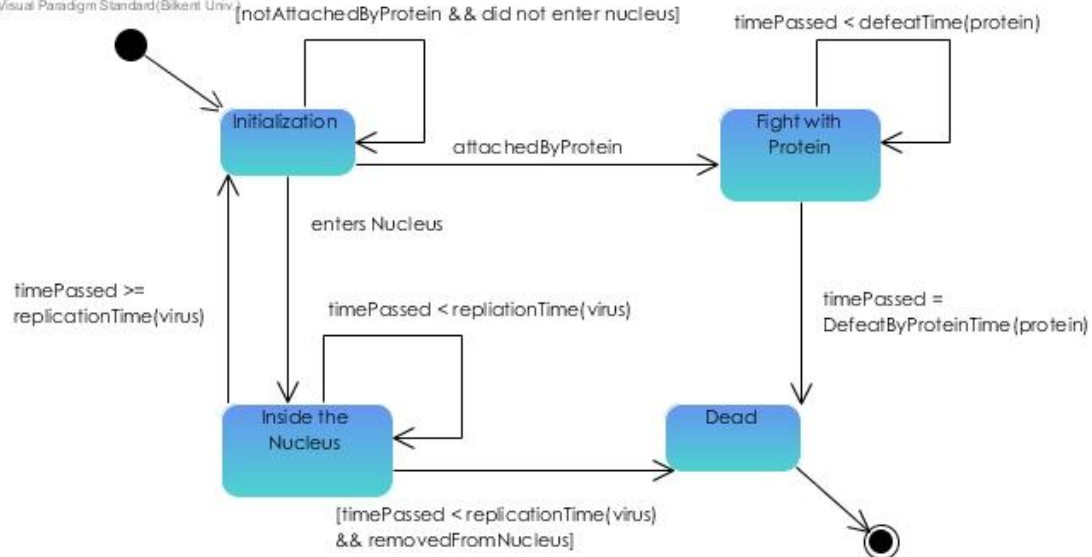 Visual Paradigm Standard(Bilkent Univ.)
[notAttachedByProtein && did not enter nucleus]
timePassed < defeatTime(protein)
Initialization
Fight with
Protein
attachedByProtein
enters Nucleus
timePassed >=
replicationTime(virus)
timePassed < repliationTime(virus)
timePassed =
DefeatByProteinTime(protein)
Inside the
Nucleus
Dead
[timePassed < replicationTime(virus)
&& removedFromNucleus]